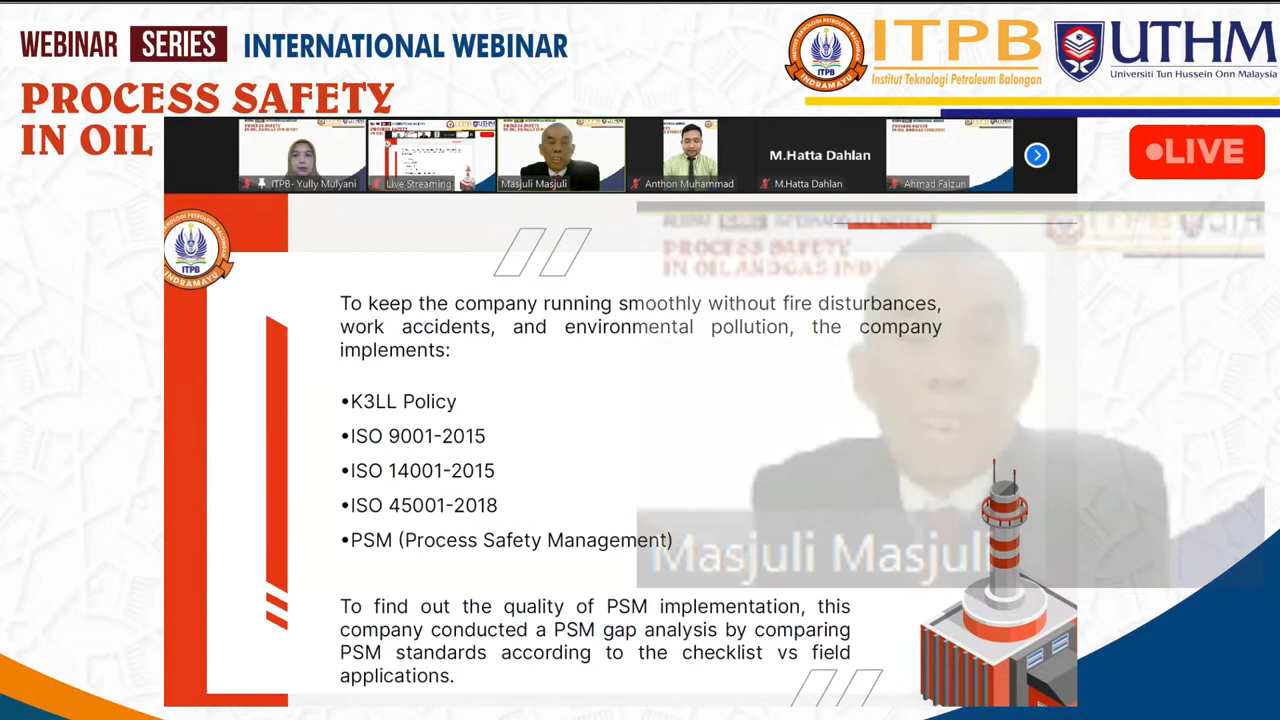 WEBINAR SERIES INTERNATIONAL WEBINAR
PROCESS SAFETY
IN OIL
ITPB
Institut Teknologi Petroleum Balongan
UTHM
Universiti Tun Hussein Onn Malaysia
LIVE
ITPB- Yully Mulyani
Live Streaming
Masjuli Masjuli
Anthon Muhammad
M.Hatta Dahlan
M.Hatta Dahlan
Ahmad Faizun
ITPB
INDRAMAYU
To keep the company running smoothly without fire disturbances,
work accidents, and environmental pollution, the company
implements:
•K3LL Policy
•ISO 9001-2015
•ISO 14001-2015
•ISO 45001-2018
•PSM (Process Safety Management)
Masjuli Masjuli
To find out the quality of PSM implementation, this
company conducted a PSM gap analysis by comparing
PSM standards according to the checklist vs field
applications.